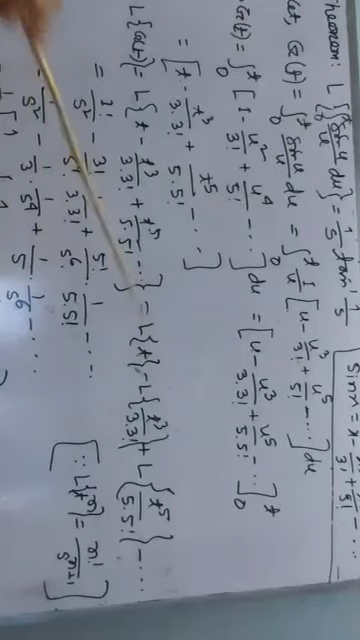 Theorem: L{∫₀ᵗ sin u/u du} = 1/s tan⁻¹ 1/s
Sin x = x - x³/3! + x⁵/5! ...
Let, G(t) = ∫₀ᵗ sin u/u du = ∫₀ᵗ 1/u [u - u³/3! + u⁵/5! - ...] du
G(t) = ∫₀ᵗ [1 - u²/3! + u⁴/5! - ...] du = [u - u³/3.3! + u⁵/5.5! - ...]₀ᵗ
= [t - t³/3.3! + t⁵/5.5! - ...]
L{G(t)} = L{t - t³/3.3! + t⁵/5.5! ...} = L{t} - L{t³/3.3!} + L{t⁵/5.5!} - ....
= 1!/s² - 3!/s⁴ . 1/3.3! + 5!/s⁶ . 1/5.5! - ...
[∵ L{tⁿ} = n!/sⁿ⁺¹]
1/s² - 1/3 . 1/s⁴ + 1/5 . 1/s⁶ - ....